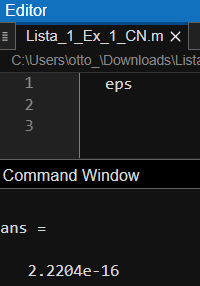 Editor
Lista_1_Ex_1_CN.m ×
C:\Users\otto_\Downloads\Lista
1 eps
2
3
Command Window
ans =
2.2204e-16